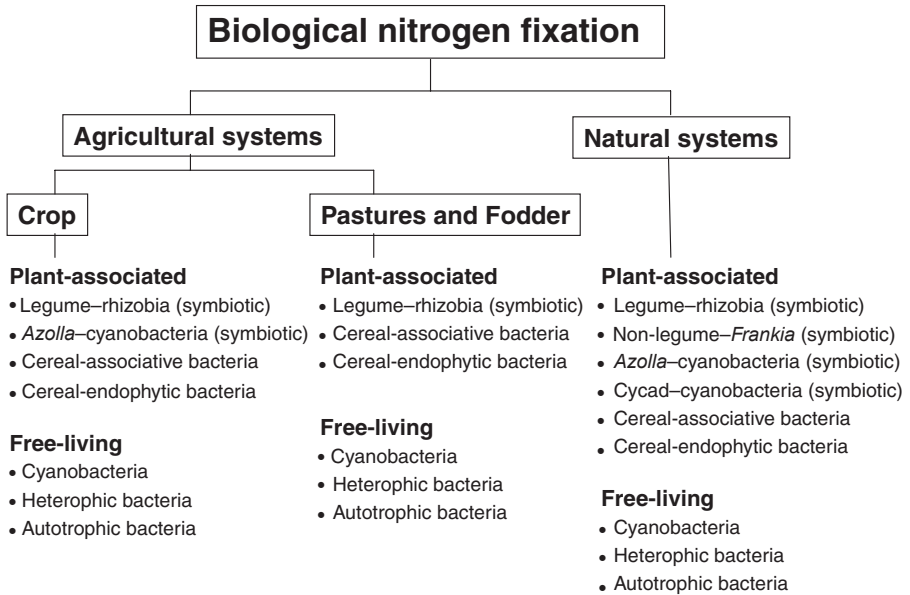 Biological nitrogen fixation
Agricultural systems
Natural systems
Crop
Pastures and Fodder
Plant-associated
• Legume–rhizobia (symbiotic)
• Azolla–cyanobacteria (symbiotic)
• Cereal-associative bacteria
• Cereal-endophytic bacteria
Free-living
• Cyanobacteria
• Heterophic bacteria
• Autotrophic bacteria
Plant-associated
• Legume–rhizobia (symbiotic)
• Cereal-associative bacteria
• Cereal-endophytic bacteria
Free-living
• Cyanobacteria
• Heterophic bacteria
• Autotrophic bacteria
Plant-associated
• Legume–rhizobia (symbiotic)
• Non-legume–Frankia (symbiotic)
• Azolla–cyanobacteria (symbiotic)
• Cycad–cyanobacteria (symbiotic)
• Cereal-associative bacteria
• Cereal-endophytic bacteria
Free-living
• Cyanobacteria
• Heterophic bacteria
• Autotrophic bacteria